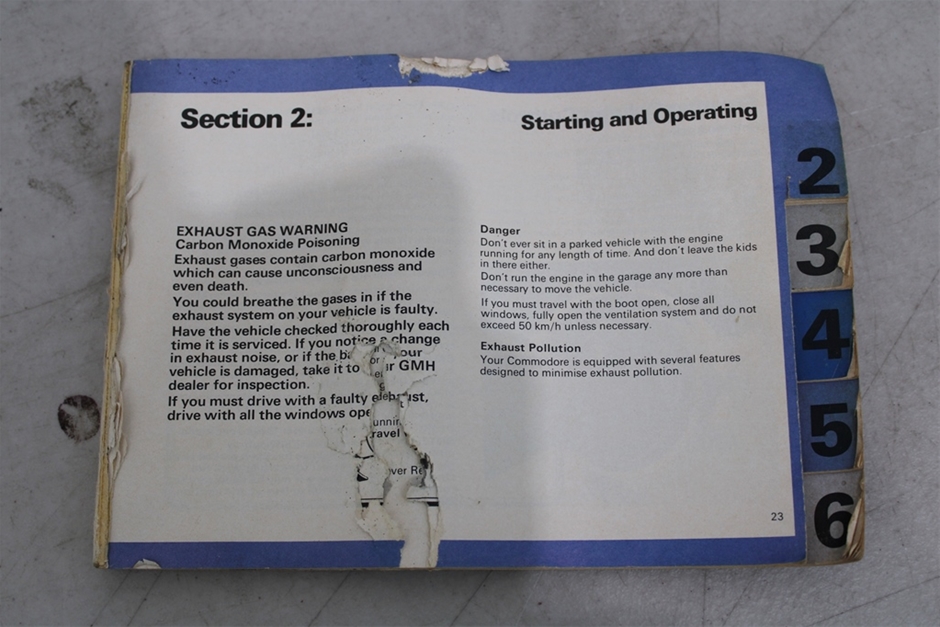 Section 2:
Starting and Operating
EXHAUST GAS WARNING
Carbon Monoxide Poisoning
Exhaust gases contain carbon monoxide
which can cause unconsciousness and
even death.
You could breathe the gases in if the
exhaust system on your vehicle is faulty.
Have the vehicle checked thoroughly each
time it is serviced. If you notice a change
in exhaust noise, or if the
vehicle is damaged, take it to GMH
dealer for inspection.
If you must drive with a faulty
drive with all the windows
Danger
Don't ever sit in a parked vehicle with the engine
running for any length of time. And don't leave the kids
in there either.
Don't run the engine in the garage any more than
necessary to move the vehicle.
If you must travel with the boot open, close all
windows, fully open the ventilation system and do not
exceed 50 km/h unless necessary.
Exhaust Pollution
Your Commodore is equipped with several features
designed to minimise exhaust pollution.
23
2
3
4
5
6